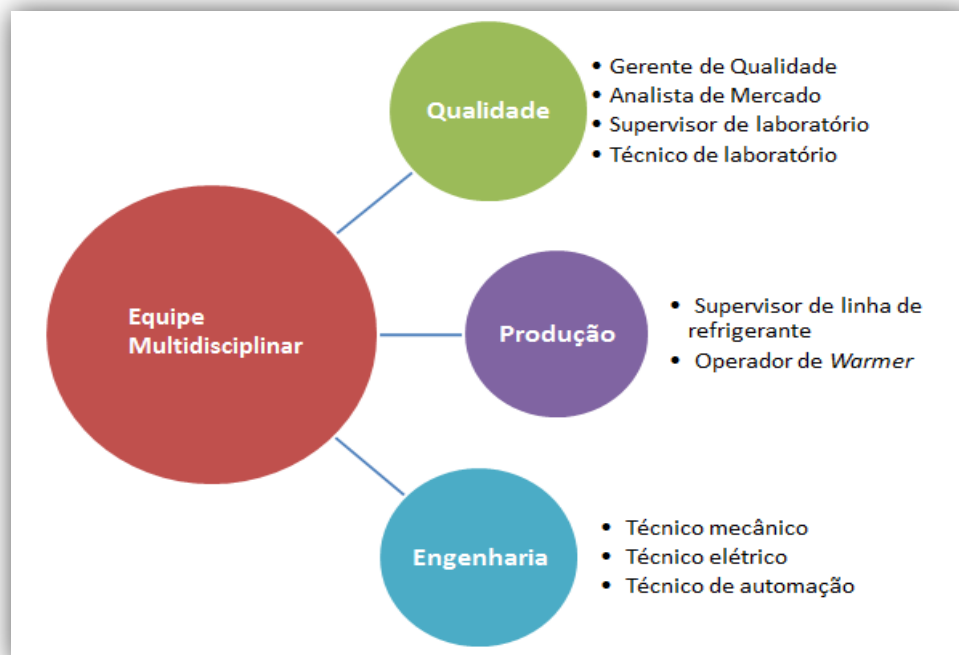 Equipe
Multidisciplinar
Qualidade
• Gerente de Qualidade
• Analista de Mercado
• Supervisor de laboratório
• Técnico de laboratório
Produção
• Supervisor de linha de
refrigerante
• Operador de Warmer
Engenharia
• Técnico mecânico
• Técnico elétrico
• Técnico de automação